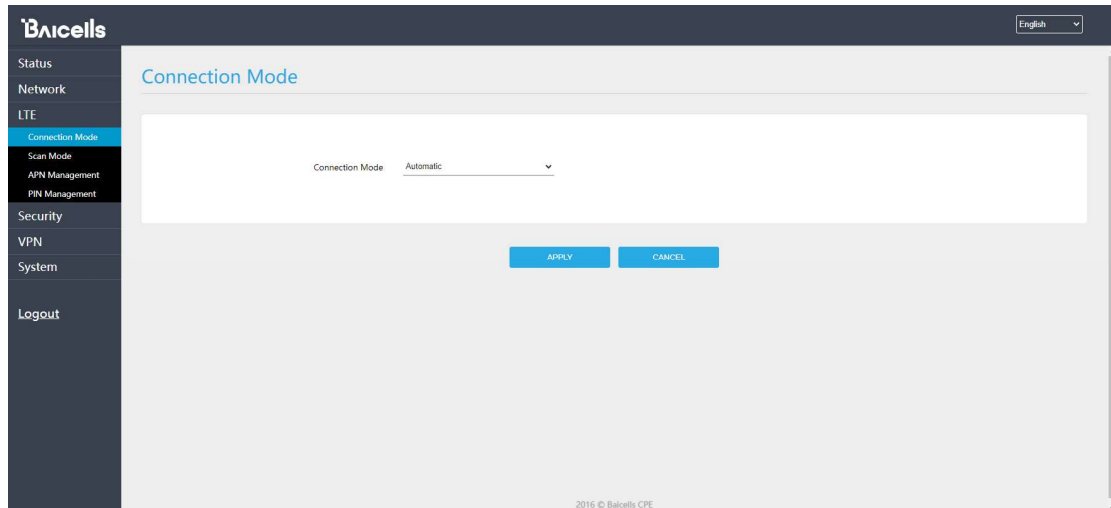 Baicells
English
Status
Network
LTE
Connection Mode
Scan Mode
APN Management
PIN Management
Security
VPN
System
Logout
Connection Mode
Connection Mode Automatic
APPLY CANCEL
2016 © Baicells CPE